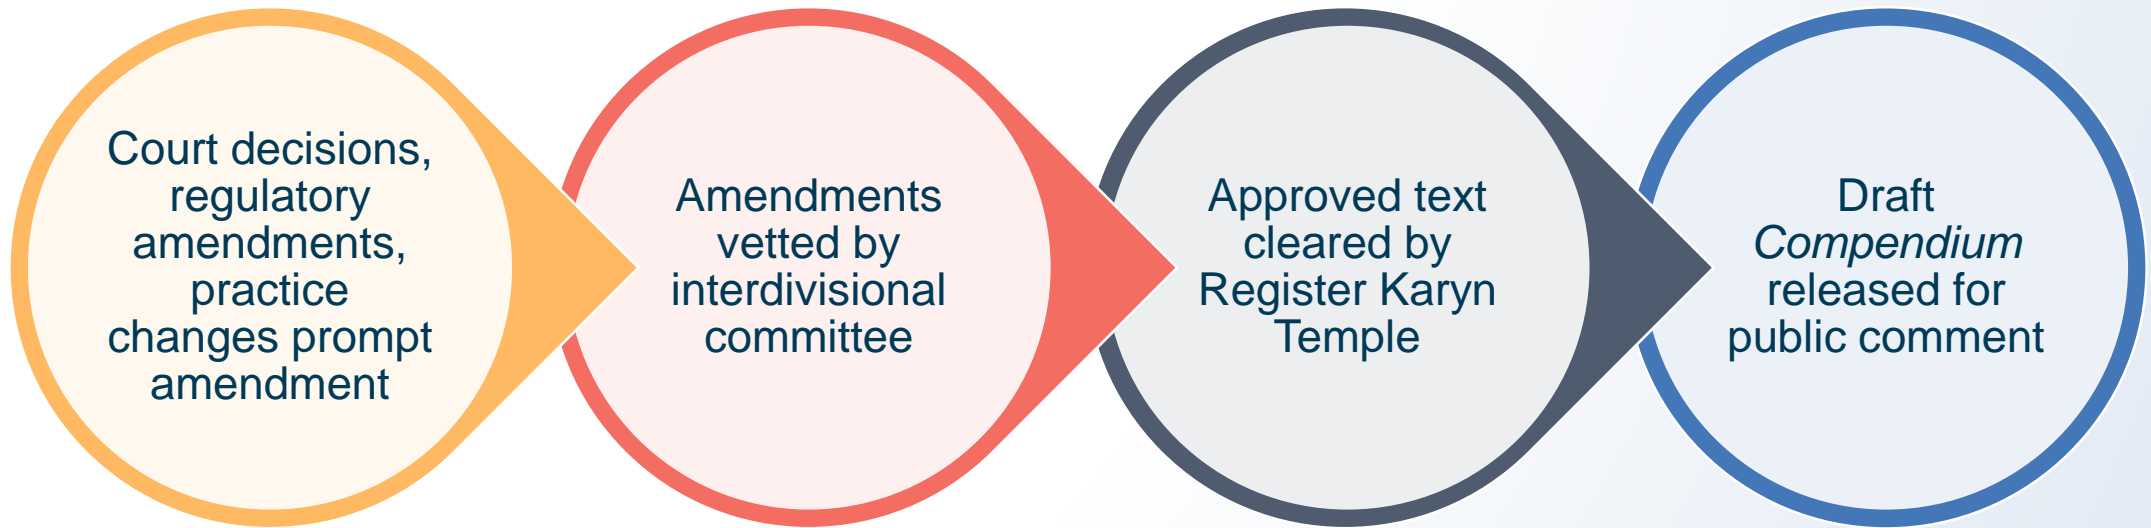 Court decisions,
regulatory
amendments,
practice
changes prompt
amendment
Amendments
vetted by
interdivisional
committee
Approved text
cleared by
Register Karyn
Temple
Draft
Compendium
released for
public comment